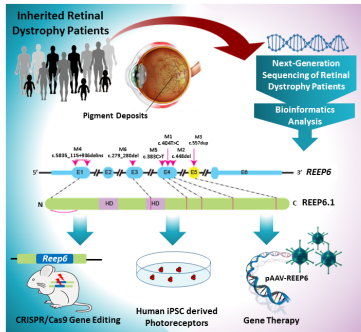 Inherited Retinal
Dystrophy Patients
Pigment Deposits
Next-Generation
Sequencing of Retinal
Dystrophy Patients
Bioinformatics
Analysis
M3
c.557dup
M1
c.404T>C
M4
M6
M5
M2
c.279_280del
c.383C>T
c.448del
5'
E1
E2
E3
E4
E5
E6
3'
REEP6
N
HD
HD
C
REEP6.1
Reep6
CRISPR/Cas9 Gene Editing
Human iPSC derived
Photoreceptors
pAAV-REEP6
Gene Therapy